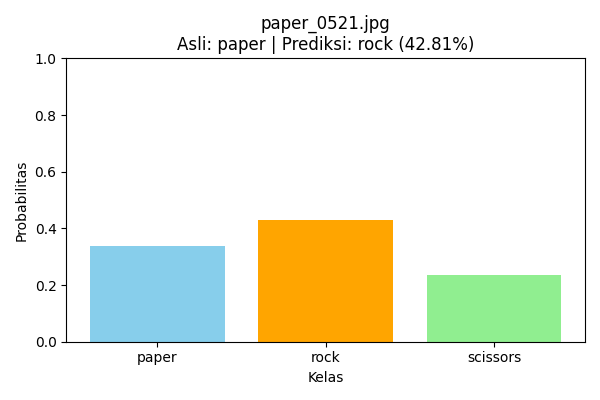 paper_0521.jpg
Asli: paper | Prediksi: rock (42.81%)
1.0
0.8
0.6
0.4
0.2
0.0
Probabilitas
paper rock scissors
Kelas